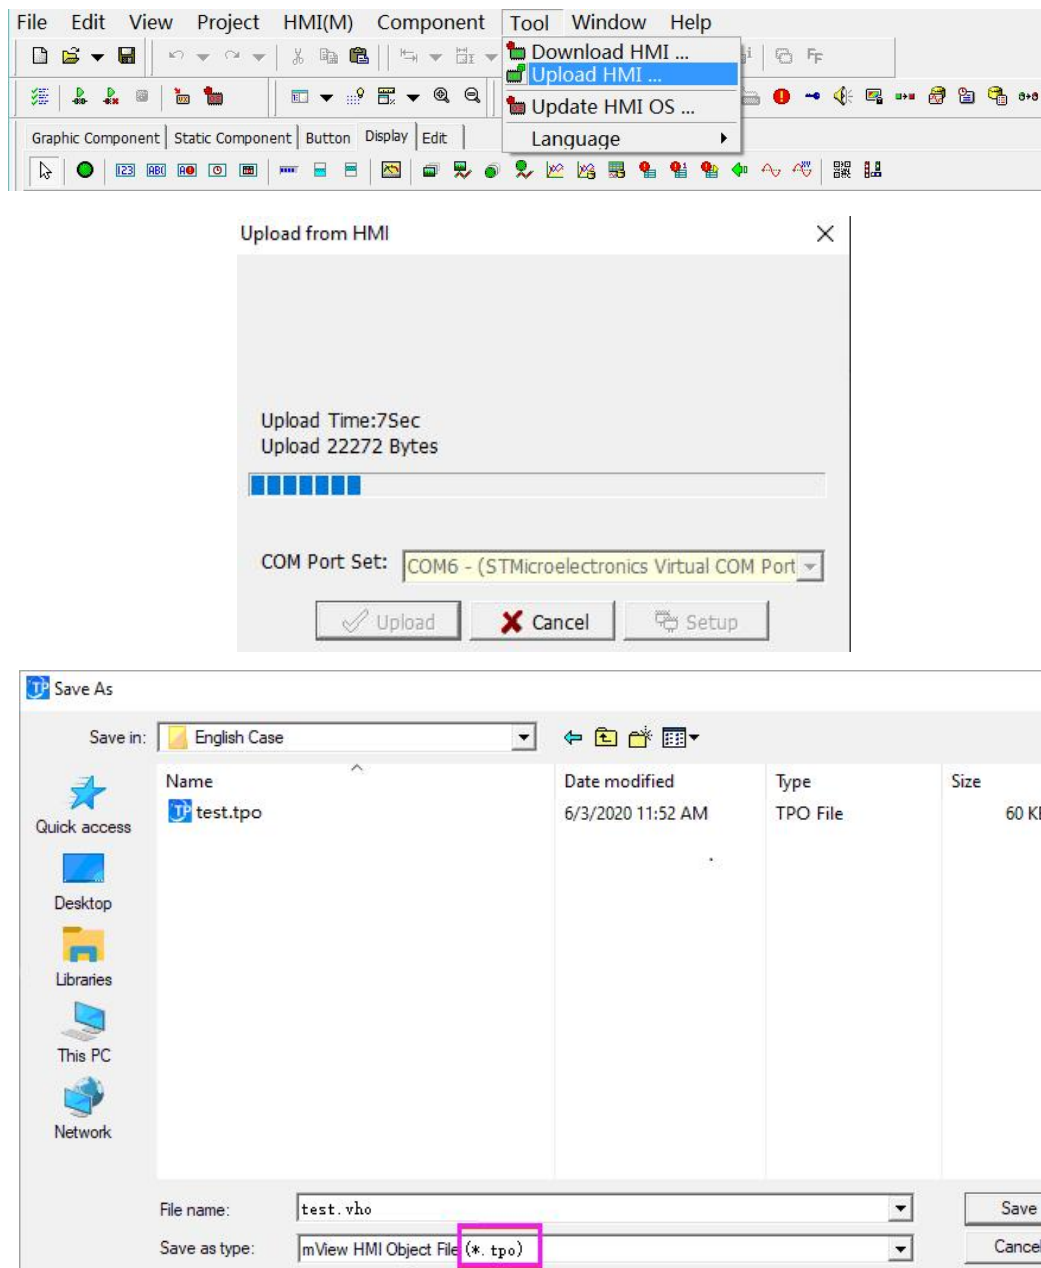 File Edit View Project HMI(M) Component Tool Window Help
Download HMI ...
Upload HMI ...
Update HMI OS ...
Language
Graphic Component Static Component Button Display Edit
Upload from HMI
Upload Time:7Sec
Upload 22272 Bytes
COM Port Set: COM6 - (STMicroelectronics Virtual COM Port
Upload Cancel Setup
TP Save As
Save in: English Case
Name Date modified Type Size
test.tpo 6/3/2020 11:52 AM TPO File 60 KB
Quick access
Desktop
Libraries
This PC
Network
File name: test.vho Save
Save as type: mView HMI Object File (*.tpo) Cancel